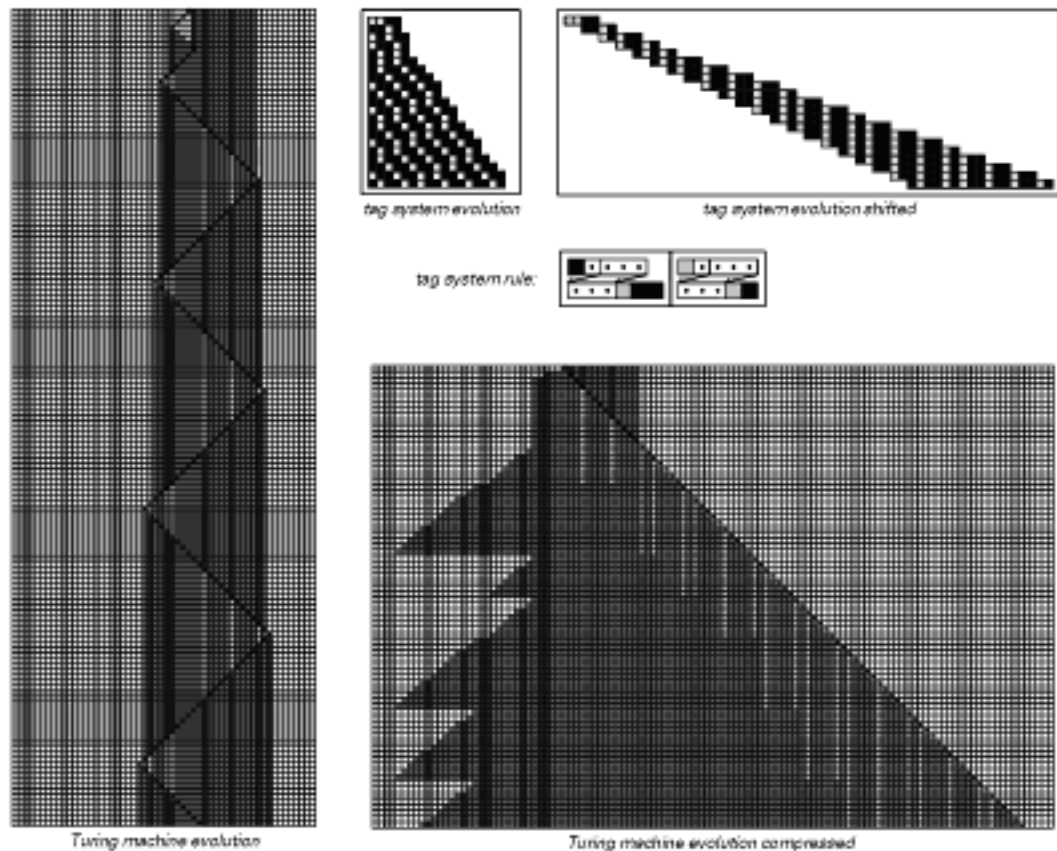 tag system evolution
tag system evolution shifted
tag system rule:
Turing machine evolution
Turing machine evolution compressed